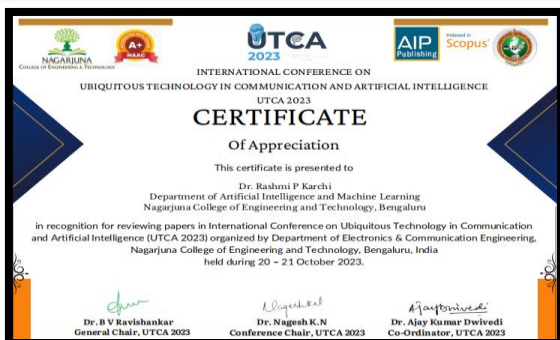 NAGARJUNA
COLLEGE OF ENGINEERING & TECHNOLOGY
A+
NAAC
UTCA
2023
AIP
Publishing
Indexed in
Scopus
INTERNATIONAL CONFERENCE ON
UBIQUITOUS TECHNOLOGY IN COMMUNICATION AND ARTIFICIAL INTELLIGENCE
UTCA 2023
CERTIFICATE
Of Appreciation
This certificate is presented to
Dr. Rashmi P Karchi
Department of Artificial Intelligence and Machine Learning
Nagarjuna College of Engineering and Technology, Bengaluru
in recognition for reviewing papers in International Conference on Ubiquitous Technology in Communication
and Artificial Intelligence (UTCA 2023) organized by Department of Electronics & Communication Engineering,
Nagarjuna College of Engineering and Technology, Bengaluru, India
held during 20 – 21 October 2023.
Nageshkn
AjayDwivedi
Dr. B V Ravishankar
General Chair, UTCA 2023
Dr. Nagesh K.N
Conference Chair, UTCA 2023
Dr. Ajay Kumar Dwivedi
Co-Ordinator, UTCA 2023